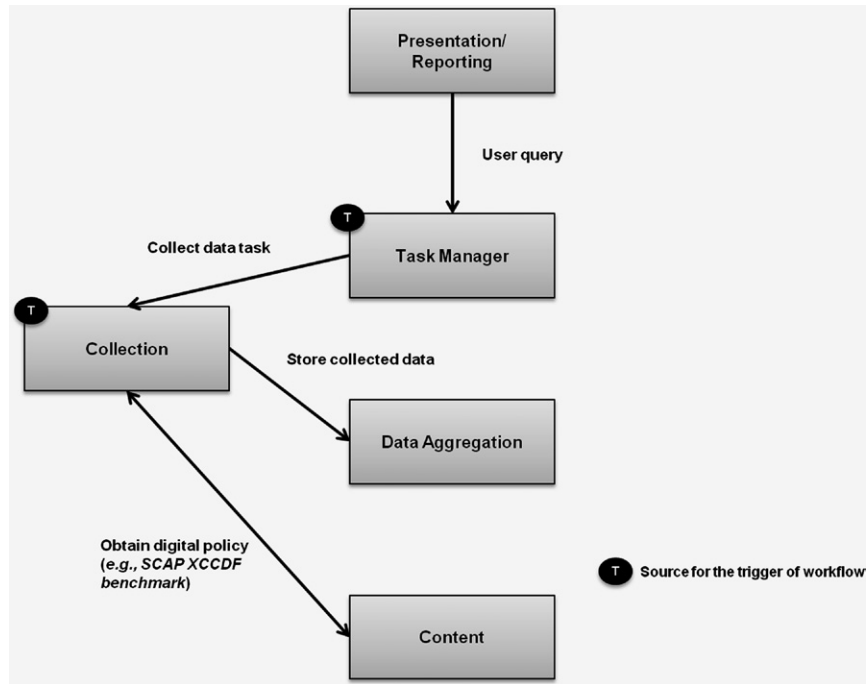 Presentation/
Reporting
User query
T
Task Manager
Collect data task
T
Collection
Store collected data
Data Aggregation
Obtain digital policy
(e.g., SCAP XCCDF
benchmark)
T
Source for the trigger of workflow
Content